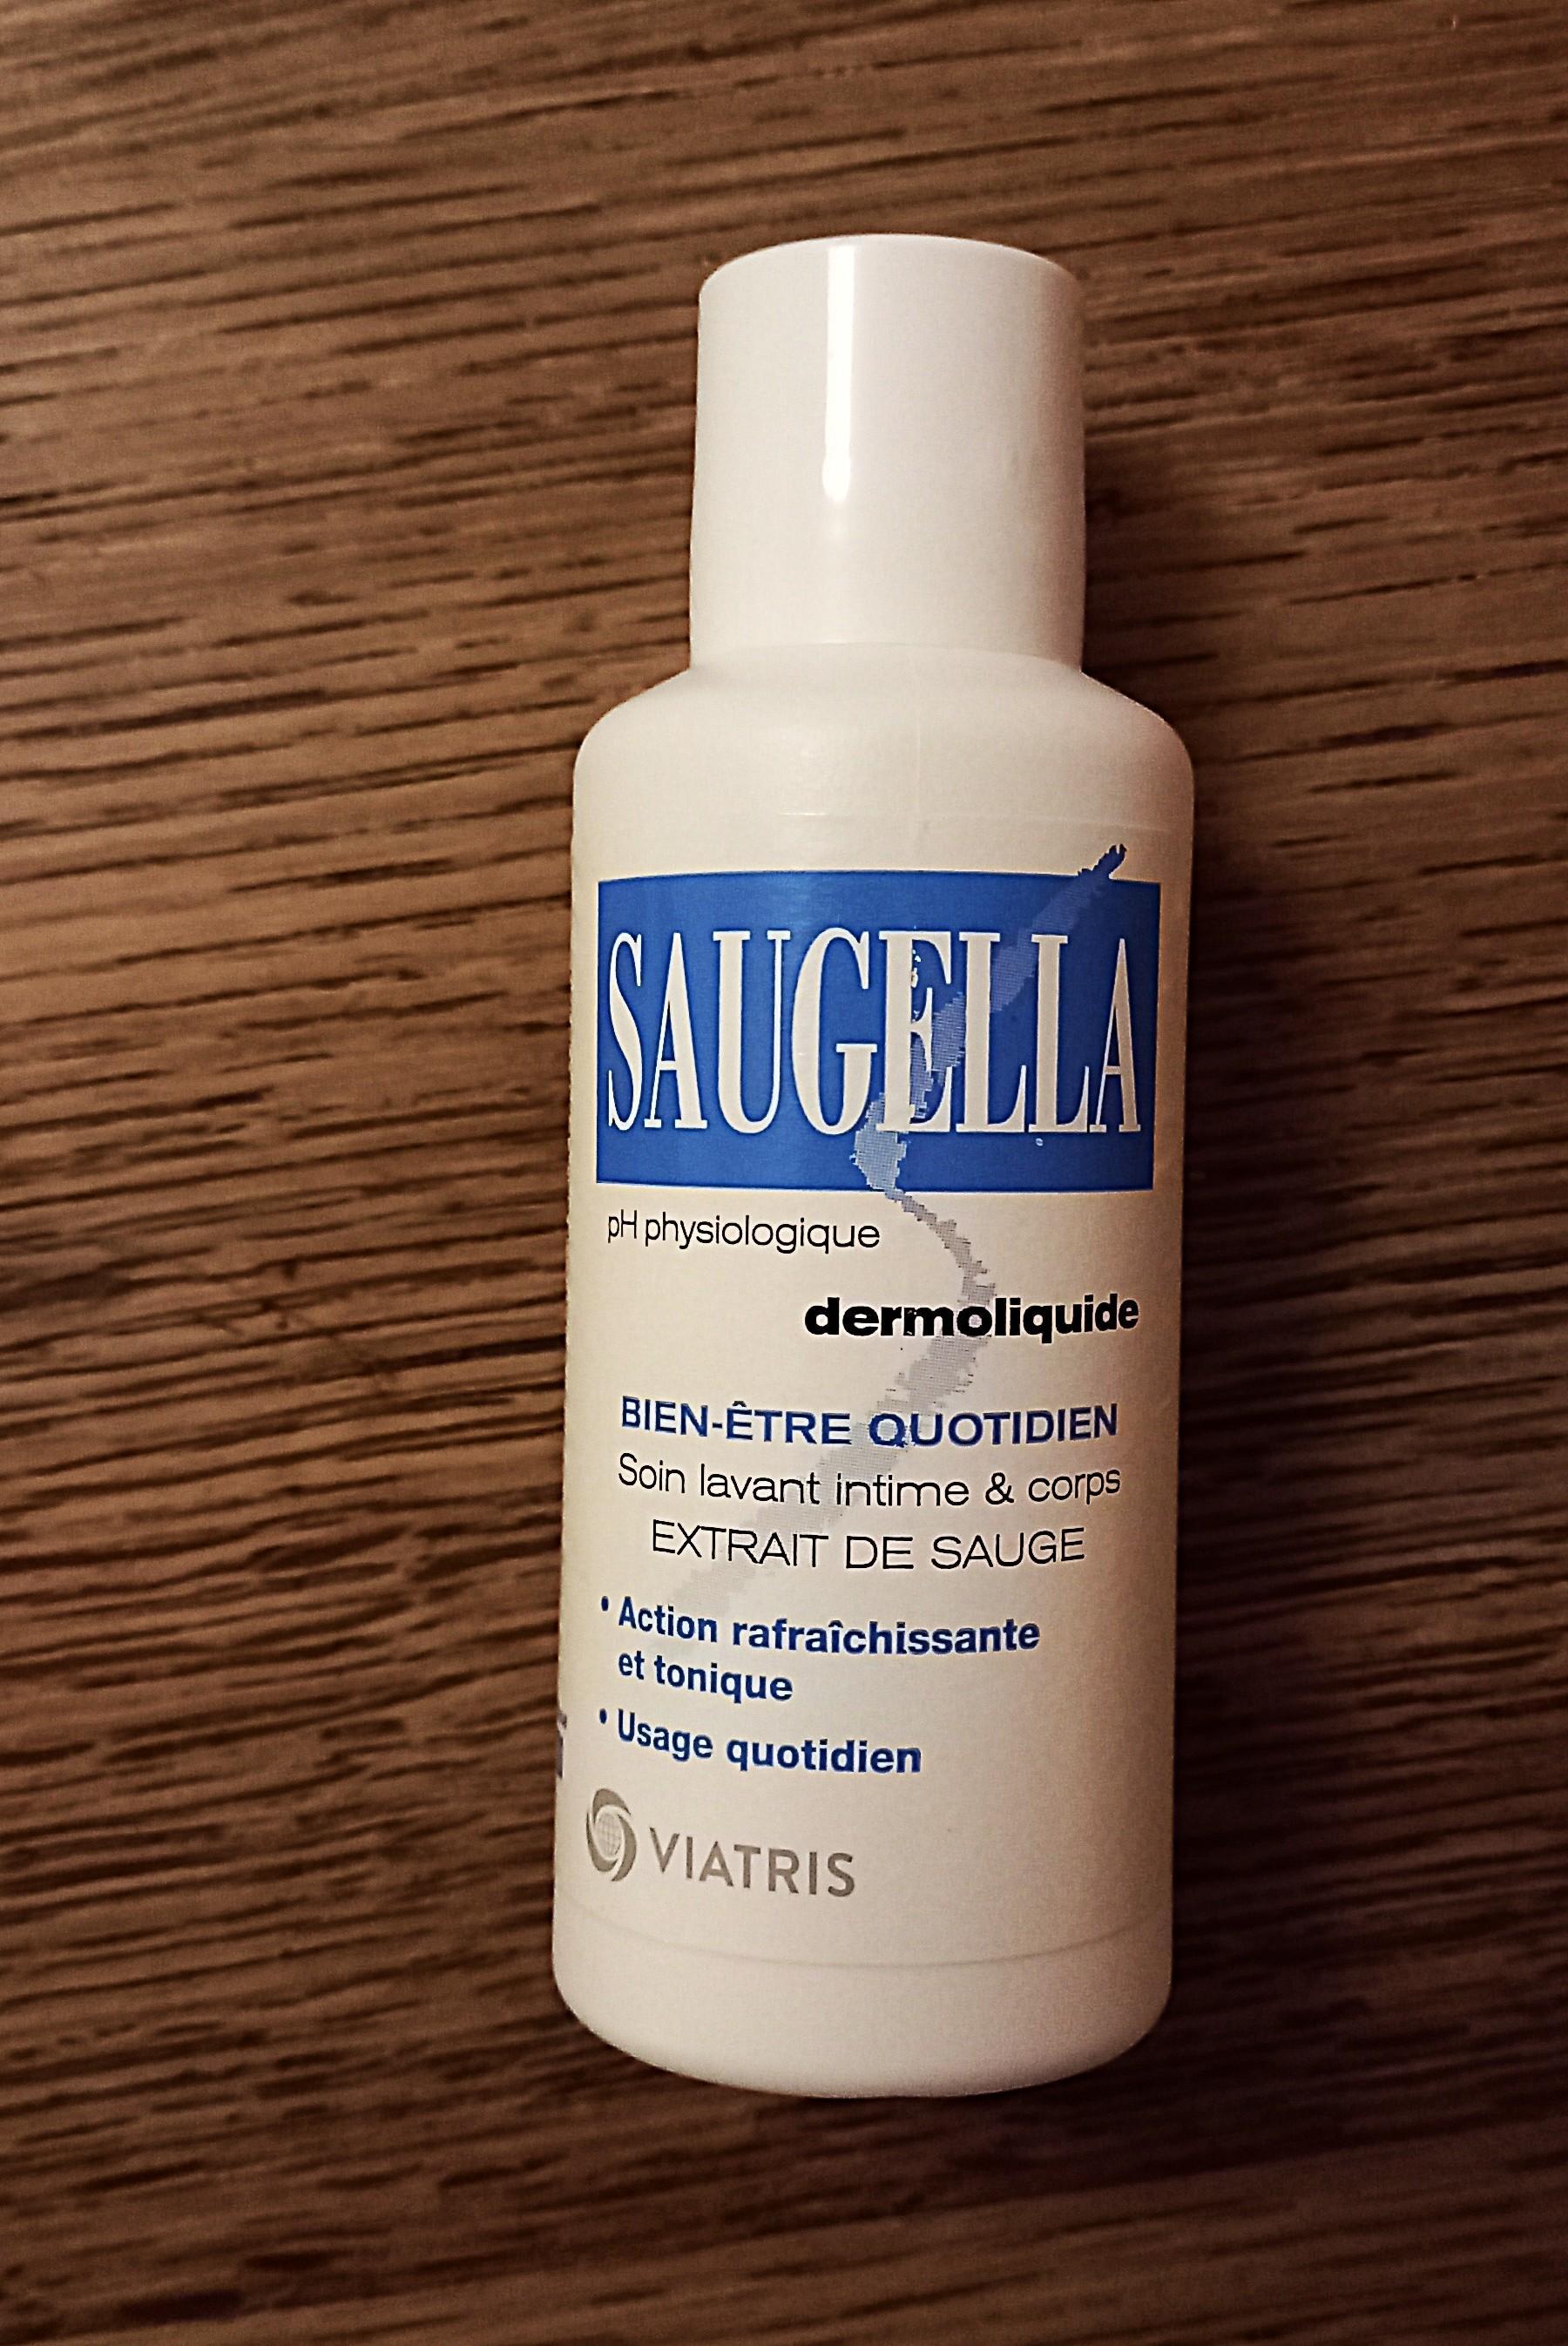 SAUGELLA
pH physiologique
dermoliquide
BIEN-ÊTRE QUOTIDIEN
Soin lavant intime & corps
EXTRAIT DE SAUGE
• Action rafraîchissante
et tonique
• Usage quotidien
VIATRIS